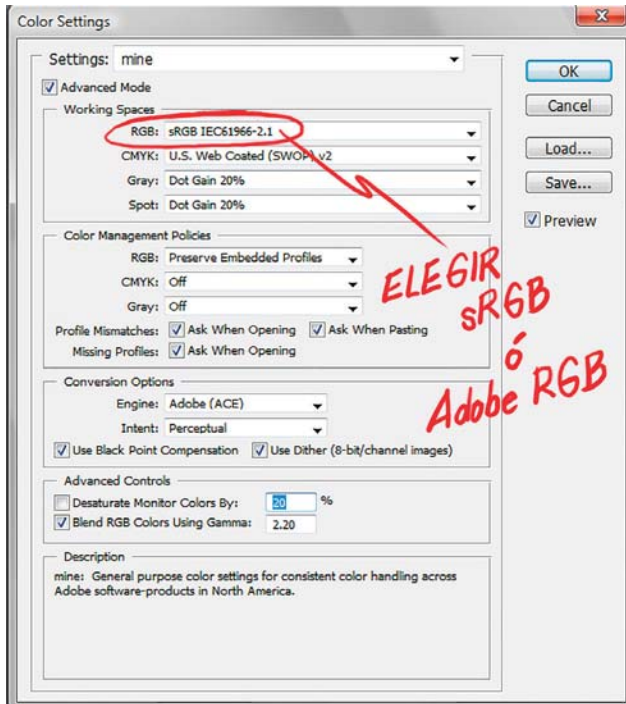 Color Settings
Settings: mine
Advanced Mode
Working Spaces
RGB: sRGB IEC61966-2.1
CMYK: U.S. Web Coated (SWOP) v2
Gray: Dot Gain 20%
Spot: Dot Gain 20%
Color Management Policies
RGB: Preserve Embedded Profiles
CMYK: Off
Gray: Off
Profile Mismatches: Ask When Opening Ask When Pasting
Missing Profiles: Ask When Opening
Conversion Options
Engine: Adobe (ACE)
Intent: Perceptual
Use Black Point Compensation Use Dither (8-bit/channel images)
Advanced Controls
Desaturate Monitor Colors By: 20 %
Blend RGB Colors Using Gamma: 2.20
Description
mine: General purpose color settings for consistent color handling across
Adobe software-products in North America.
OK
Cancel
Load...
Save...
Preview
ELEGIR
sRGB
ó
Adobe RGB